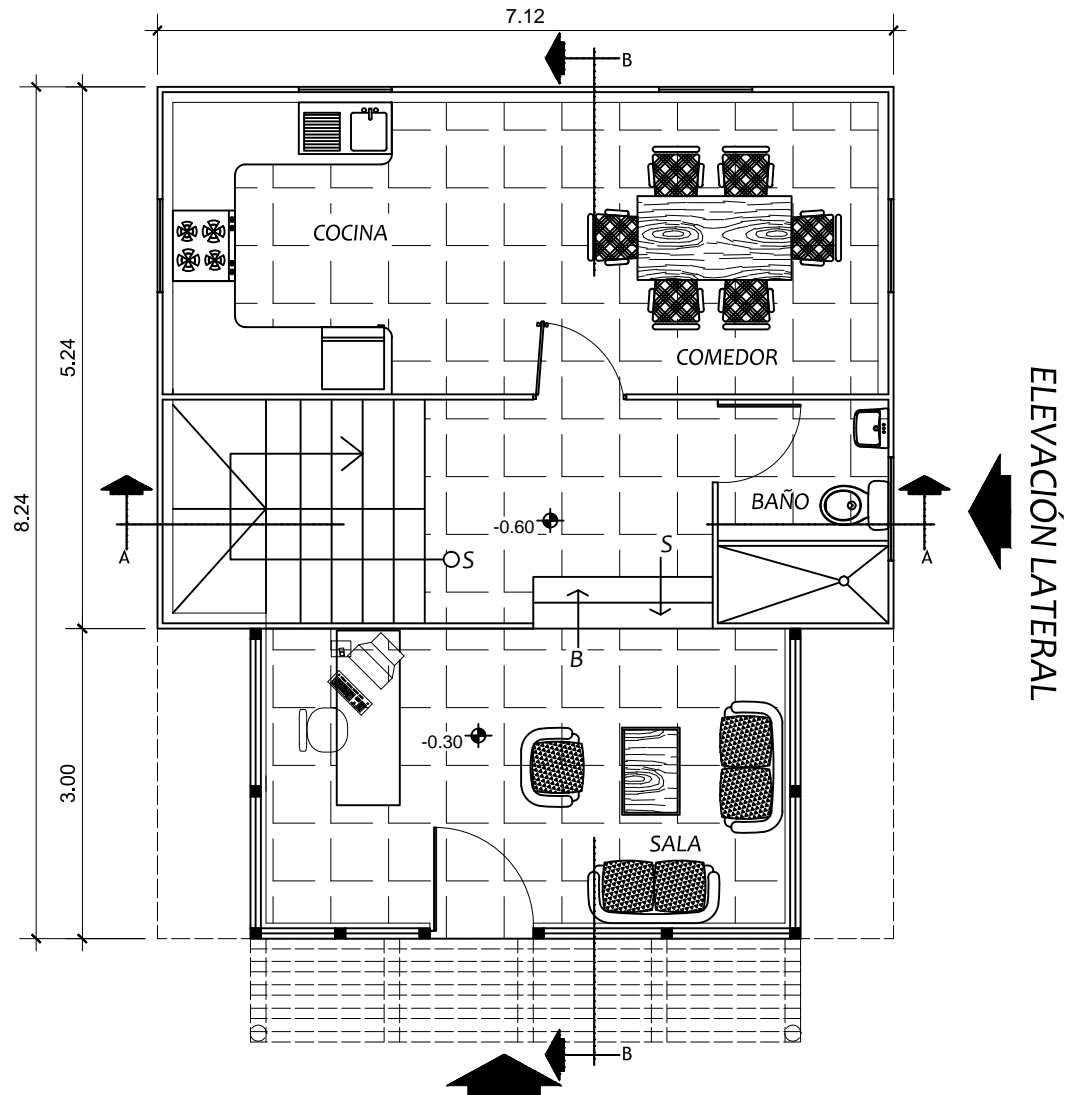 7.12
B
COCINA
COMEDOR
5.24
8.24
ELEVACIÓN LATERAL
BAÑO
-0.60
S
S
A
A
B
3.00
-0.30
SALA
B